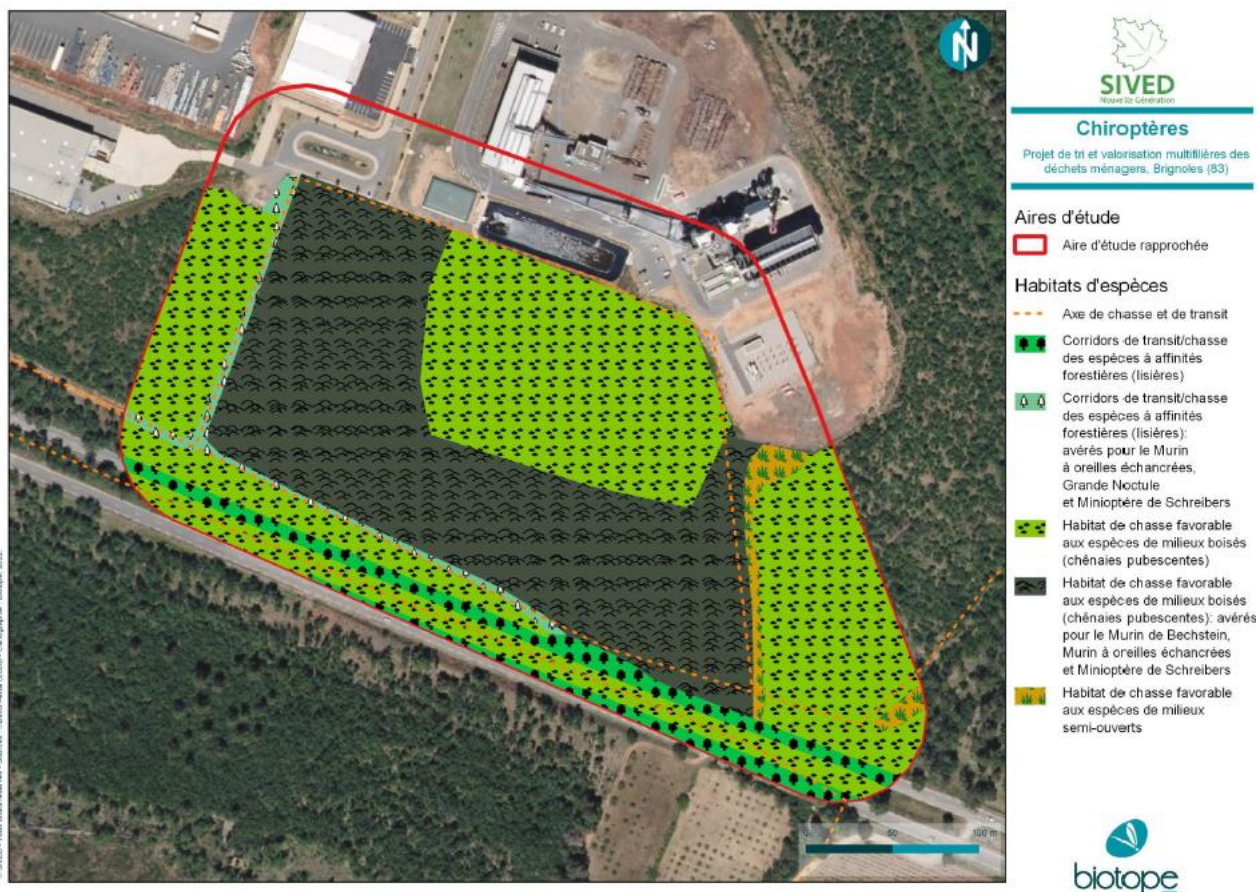 N
SIVED
Nouvelle Génération
Chiroptères
Projet de tri et valorisation multifilières des
déchets ménagers, Brignoles (83)
Aires d'étude
Aire d'étude rapprochée
Habitats d'espèces
Axe de chasse et de transit
Corridors de transit/chasse
des espèces à affinités
forestières (lisières)
Corridors de transit/chasse
des espèces à affinités
forestières (lisières):
avérés pour le Murin
à oreilles échancrées,
Grande Noctule
et Minioptère de Schreibers
Habitat de chasse favorable
aux espèces de milieux boisés
(chênaies pubescentes)
Habitat de chasse favorable
aux espèces de milieux boisés
(chênaies pubescentes): avérés
pour le Murin de Bechstein,
Murin à oreilles échancrées
et Minioptère de Schreibers
Habitat de chasse favorable
aux espèces de milieux
semi-ouverts
0 50 100 m
biotope